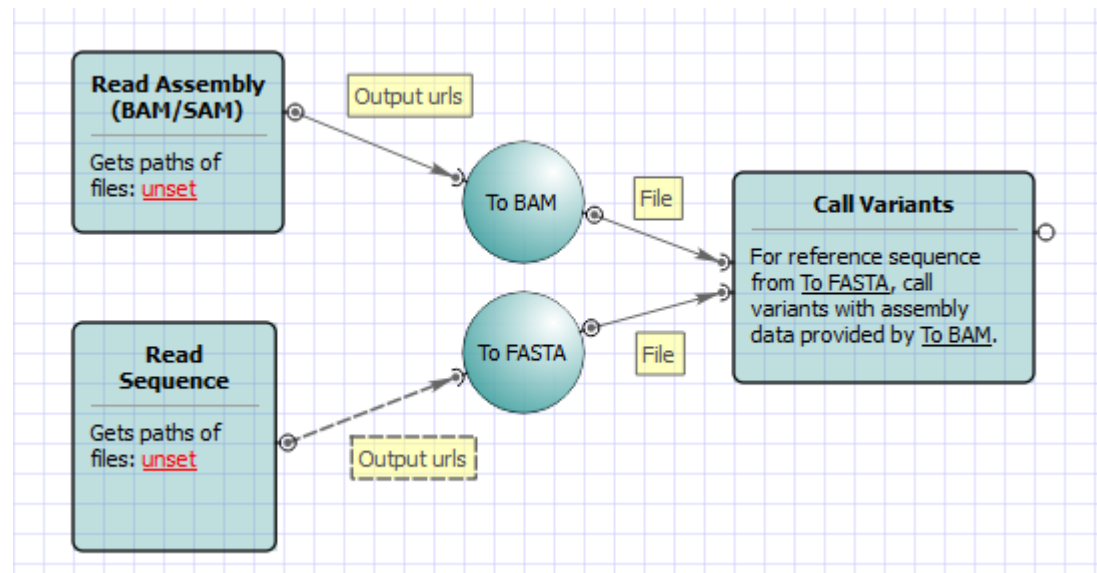 Read Assembly
(BAM/SAM)
Gets paths of
files: unset
Output urls
To BAM
File
Call Variants
For reference sequence
from To FASTA, call
variants with assembly
data provided by To BAM.
Read
Sequence
Gets paths of
files: unset
Output urls
To FASTA
File